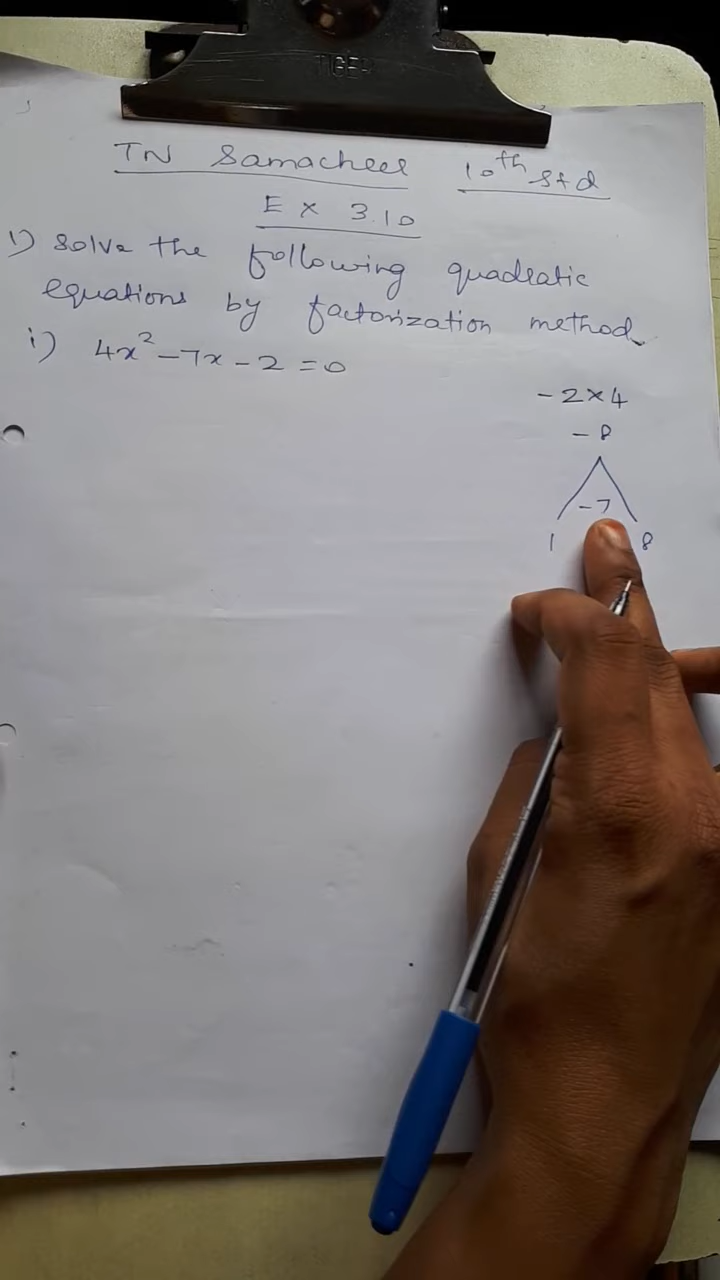 TIGER
TN Samacheer 10th std
Ex 3.10
1) Solve the following quadratic
equations by factorization method.
i) 4x² - 7x - 2 = 0
- 2 × 4
- 8
- 7
1 8